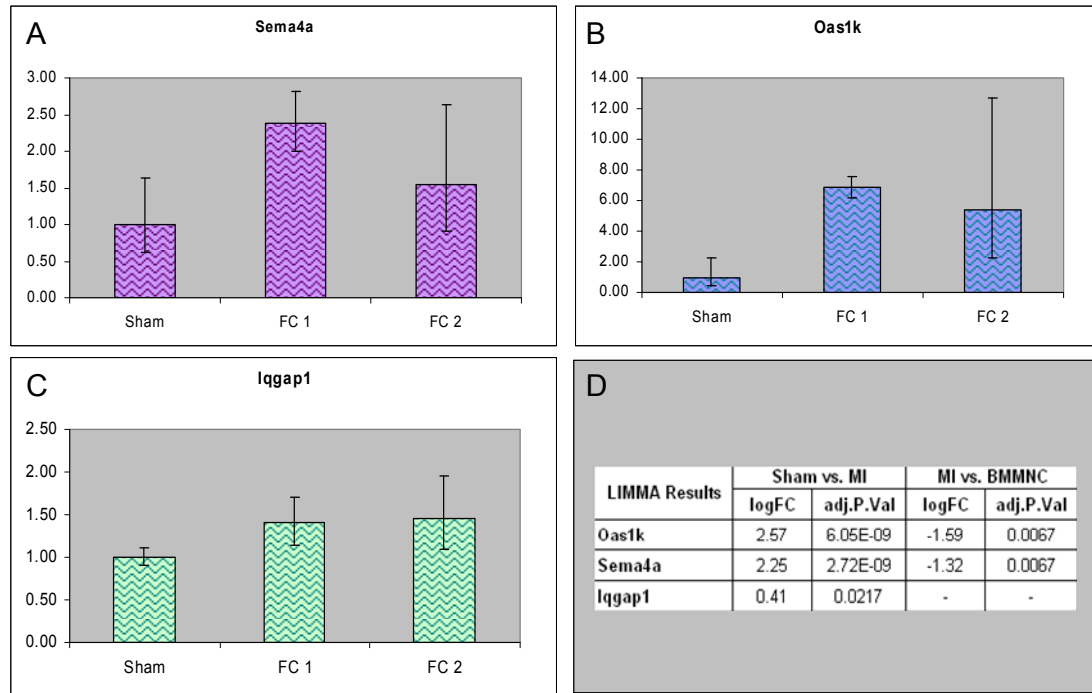 A
Sema4a
3.00
2.50
2.00
1.50
1.00
0.50
0.00
Sham FC 1 FC 2
B
Oas1k
14.00
12.00
10.00
8.00
6.00
4.00
2.00
0.00
Sham FC 1 FC 2
C
Iqgap1
2.50
2.00
1.50
1.00
0.50
0.00
Sham FC 1 FC 2
D
LIMMA Results Sham vs. MI MI vs. BMMNC
logFC adj.P.Val logFC adj.P.Val
Oas1k 2.57 6.05E-09 -1.59 0.0067
Sema4a 2.25 2.72E-09 -1.32 0.0067
Iqgap1 0.41 0.0217 - -